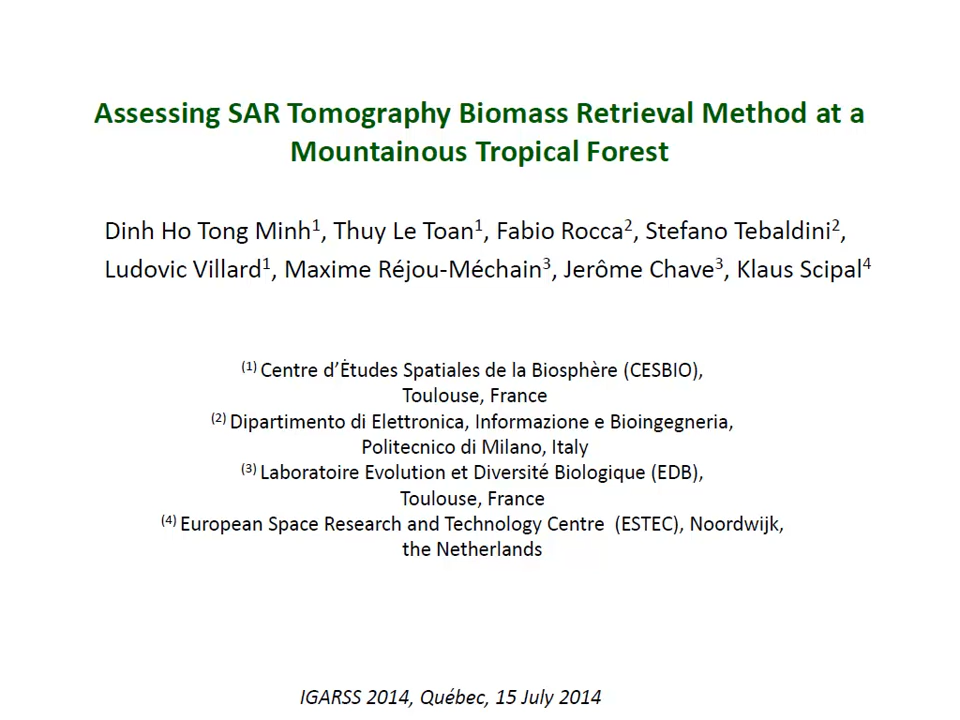 Assessing SAR Tomography Biomass Retrieval Method at a
Mountainous Tropical Forest
Dinh Ho Tong Minh¹, Thuy Le Toan¹, Fabio Rocca², Stefano Tebaldini²,
Ludovic Villard¹, Maxime Réjou-Méchain³, Jerôme Chave³, Klaus Scipal⁴
(1) Centre d'Ėtudes Spatiales de la Biosphère (CESBIO),
Toulouse, France
(2) Dipartimento di Elettronica, Informazione e Bioingegneria,
Politecnico di Milano, Italy
(3) Laboratoire Evolution et Diversité Biologique (EDB),
Toulouse, France
(4) European Space Research and Technology Centre (ESTEC), Noordwijk,
the Netherlands
IGARSS 2014, Québec, 15 July 2014